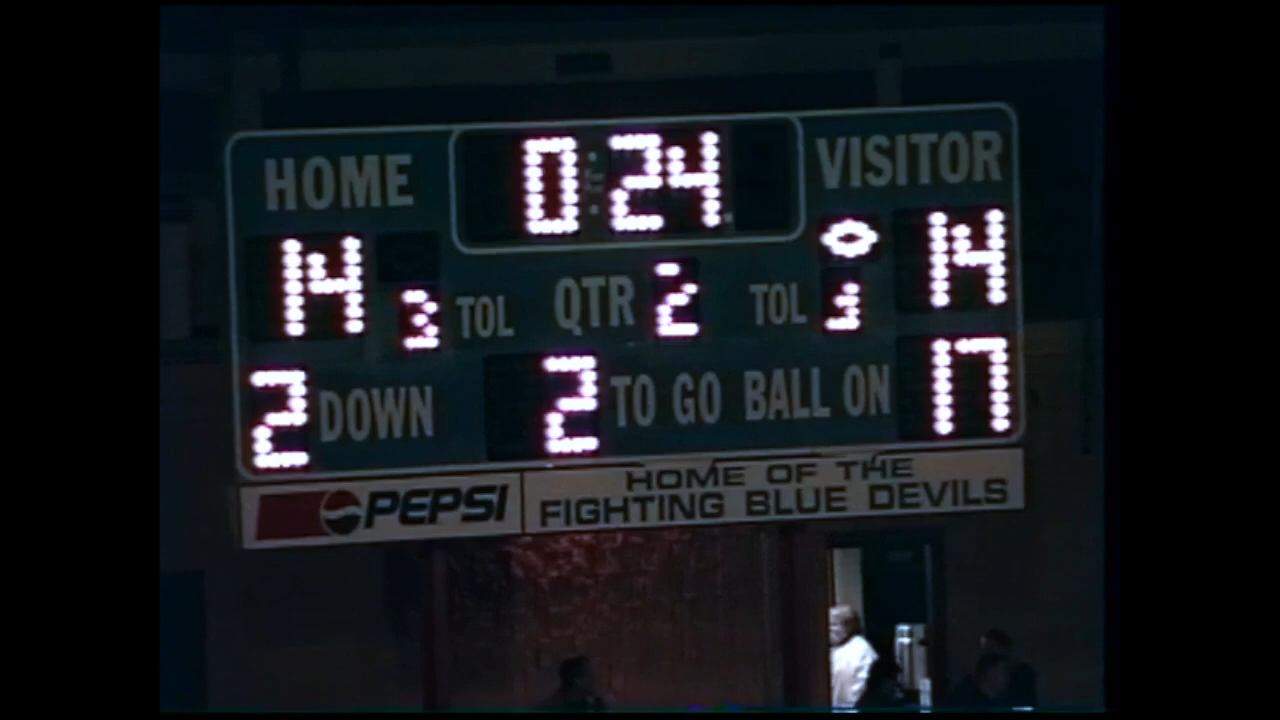 HOME 0:24 VISITOR
14 3 TOL QTR 2 TOL 3 14
2 DOWN 2 TO GO BALL ON 17
PEPSI
HOME OF THE
FIGHTING BLUE DEVILS